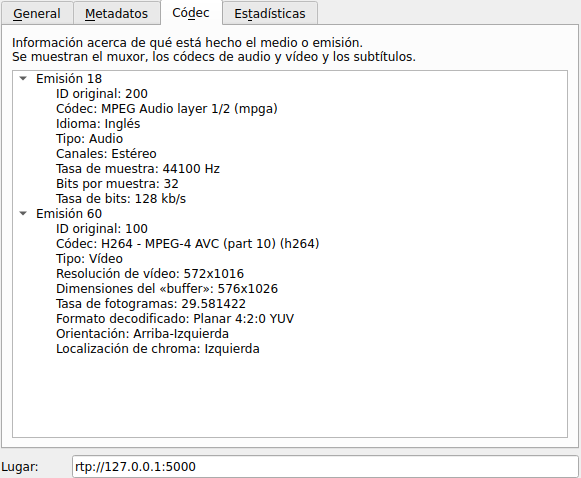 General Metadatos Códec Estadísticas
Información acerca de qué está hecho el medio o emisión.
Se muestran el muxor, los códecs de audio y vídeo y los subtítulos.
Emisión 18
ID original: 200
Códec: MPEG Audio layer 1/2 (mpga)
Idioma: Inglés
Tipo: Audio
Canales: Estéreo
Tasa de muestra: 44100 Hz
Bits por muestra: 32
Tasa de bits: 128 kb/s
Emisión 60
ID original: 100
Códec: H264 - MPEG-4 AVC (part 10) (h264)
Tipo: Vídeo
Resolución de vídeo: 572x1016
Dimensiones del «buffer»: 576x1026
Tasa de fotogramas: 29.581422
Formato decodificado: Planar 4:2:0 YUV
Orientación: Arriba-Izquierda
Localización de chroma: Izquierda
Lugar: rtp://127.0.0.1:5000